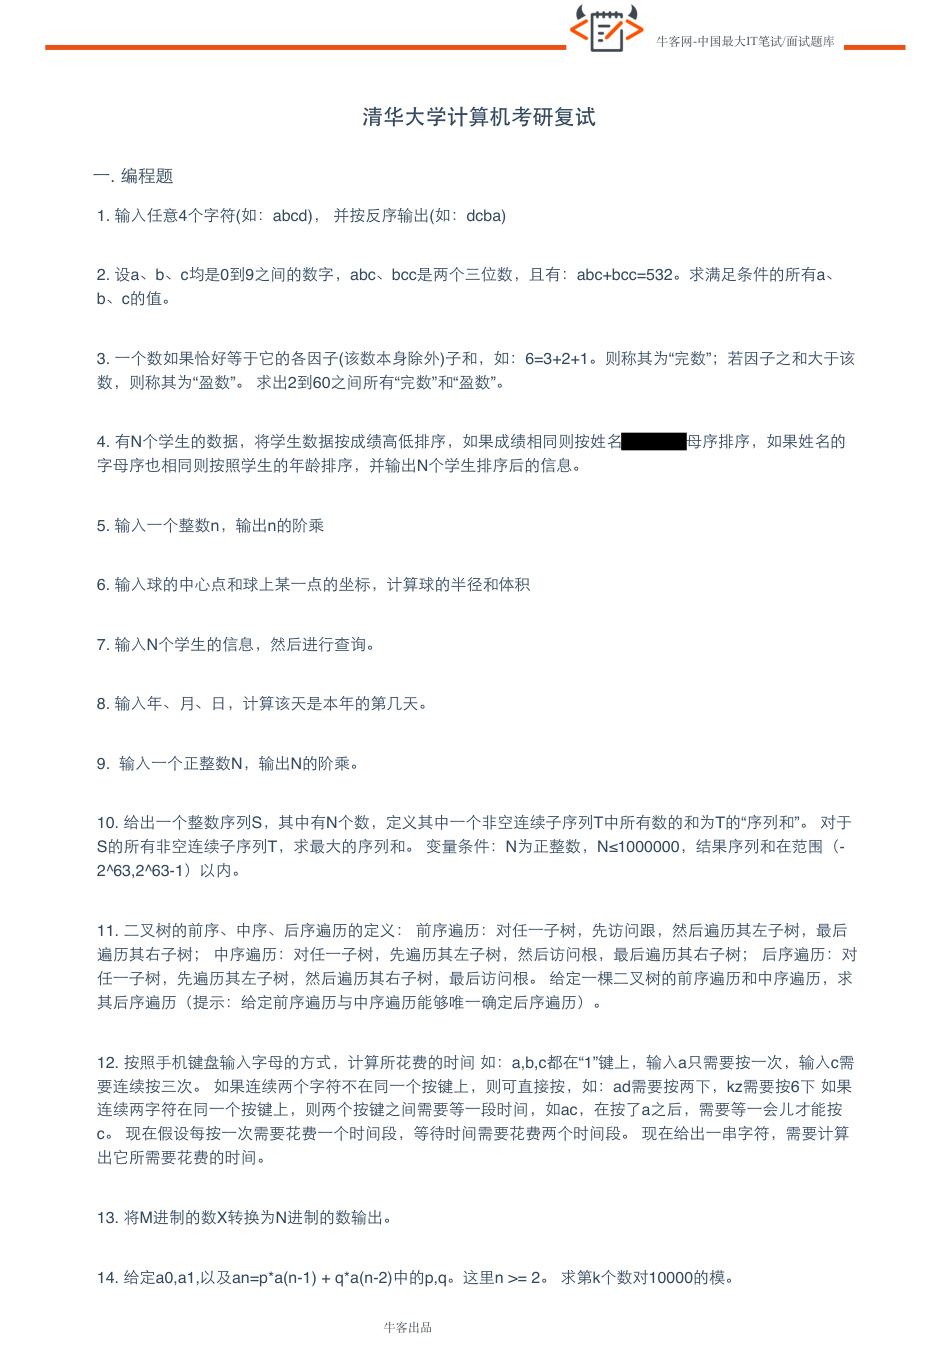 牛客网-中国最大IT笔试/面试题库
清华大学计算机考研复试
一. 编程题
1. 输入任意4个字符(如：abcd)， 并按反序输出(如：dcba)
2. 设a、b、c均是0到9之间的数字，abc、bcc是两个三位数，且有：abc+bcc=532。求满足条件的所有a、
b、c的值。
3. 一个数如果恰好等于它的各因子(该数本身除外)子和，如：6=3+2+1。则称其为“完数”；若因子之和大于该
数，则称其为“盈数”。 求出2到60之间所有“完数”和“盈数”。
4. 有N个学生的数据，将学生数据按成绩高低排序，如果成绩相同则按姓名 母序排序，如果姓名的
字母序也相同则按照学生的年龄排序，并输出N个学生排序后的信息。
5. 输入一个整数n，输出n的阶乘
6. 输入球的中心点和球上某一点的坐标，计算球的半径和体积
7. 输入N个学生的信息，然后进行查询。
8. 输入年、月、日，计算该天是本年的第几天。
9. 输入一个正整数N，输出N的阶乘。
10. 给出一个整数序列S，其中有N个数，定义其中一个非空连续子序列T中所有数的和为T的“序列和”。 对于
S的所有非空连续子序列T，求最大的序列和。 变量条件：N为正整数，N≤1000000，结果序列和在范围（-
2^63,2^63-1）以内。
11. 二叉树的前序、中序、后序遍历的定义： 前序遍历：对任一子树，先访问跟，然后遍历其左子树，最后
遍历其右子树； 中序遍历：对任一子树，先遍历其左子树，然后访问根，最后遍历其右子树； 后序遍历：对
任一子树，先遍历其左子树，然后遍历其右子树，最后访问根。 给定一棵二叉树的前序遍历和中序遍历，求
其后序遍历（提示：给定前序遍历与中序遍历能够唯一确定后序遍历）。
12. 按照手机键盘输入字母的方式，计算所花费的时间 如：a,b,c都在“1”键上，输入a只需要按一次，输入c需
要连续按三次。 如果连续两个字符不在同一个按键上，则可直接按，如：ad需要按两下，kz需要按6下 如果
连续两字符在同一个按键上，则两个按键之间需要等一段时间，如ac，在按了a之后，需要等一会儿才能按
c。 现在假设每按一次需要花费一个时间段，等待时间需要花费两个时间段。 现在给出一串字符，需要计算
出它所需要花费的时间。
13. 将M进制的数X转换为N进制的数输出。
14. 给定a0,a1,以及an=p*a(n-1) + q*a(n-2)中的p,q。这里n >= 2。 求第k个数对10000的模。
牛客出品